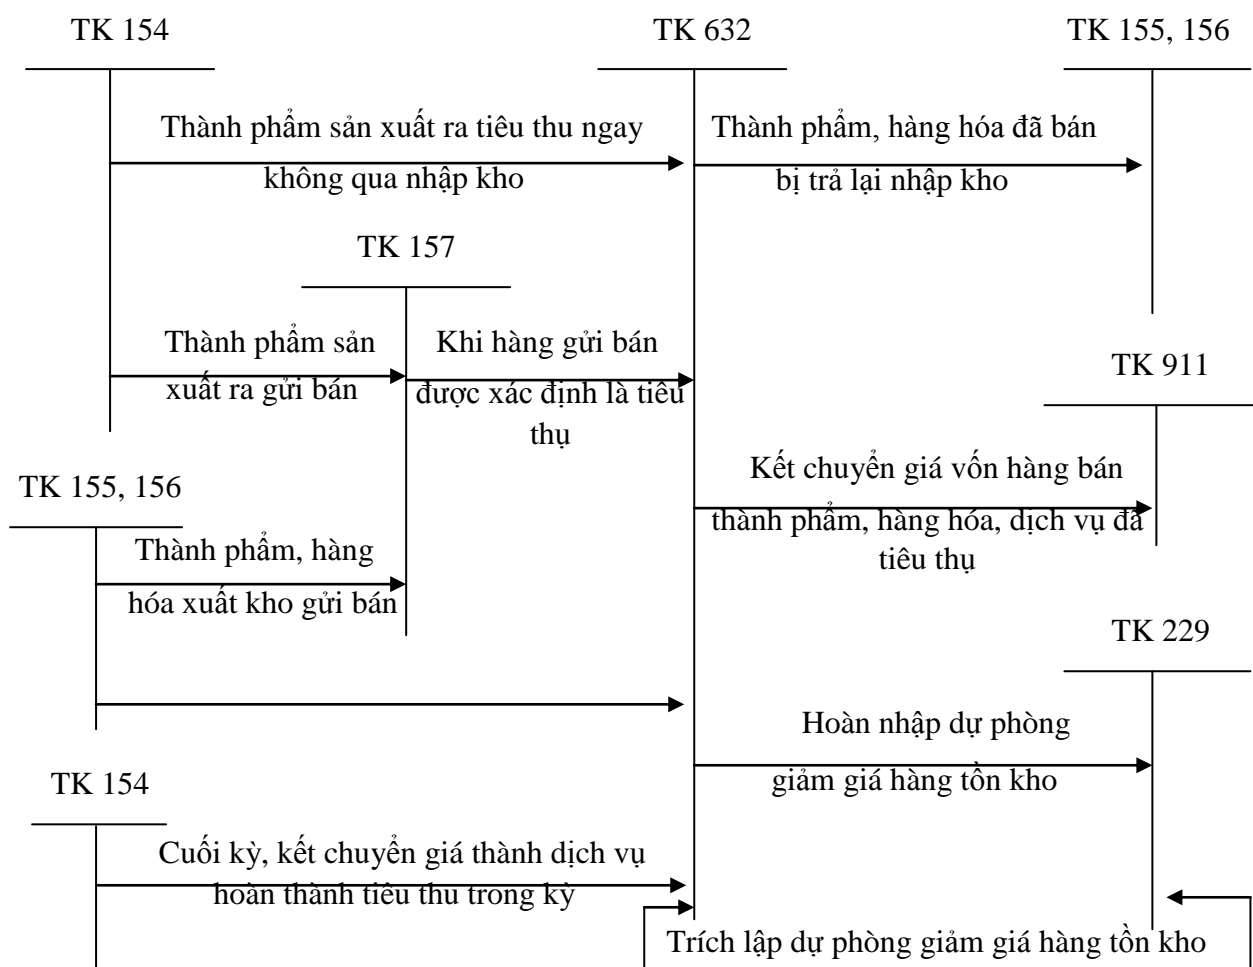 TK 154
TK 632
TK 155, 156
Thành phẩm sản xuất ra tiêu thu ngay
không qua nhập kho
Thành phẩm, hàng hóa đã bán
bị trả lại nhập kho
TK 157
Thành phẩm sản
xuất ra gửi bán
Khi hàng gửi bán
được xác định là tiêu
thụ
TK 911
TK 155, 156
Kết chuyển giá vốn hàng bán
thành phẩm, hàng hóa, dịch vụ đã
tiêu thụ
Thành phẩm, hàng
hóa xuất kho gửi bán
TK 229
Hoàn nhập dự phòng
giảm giá hàng tồn kho
TK 154
Cuối kỳ, kết chuyển giá thành dịch vụ
hoàn thành tiêu thu trong kỳ
Trích lập dự phòng giảm giá hàng tồn kho